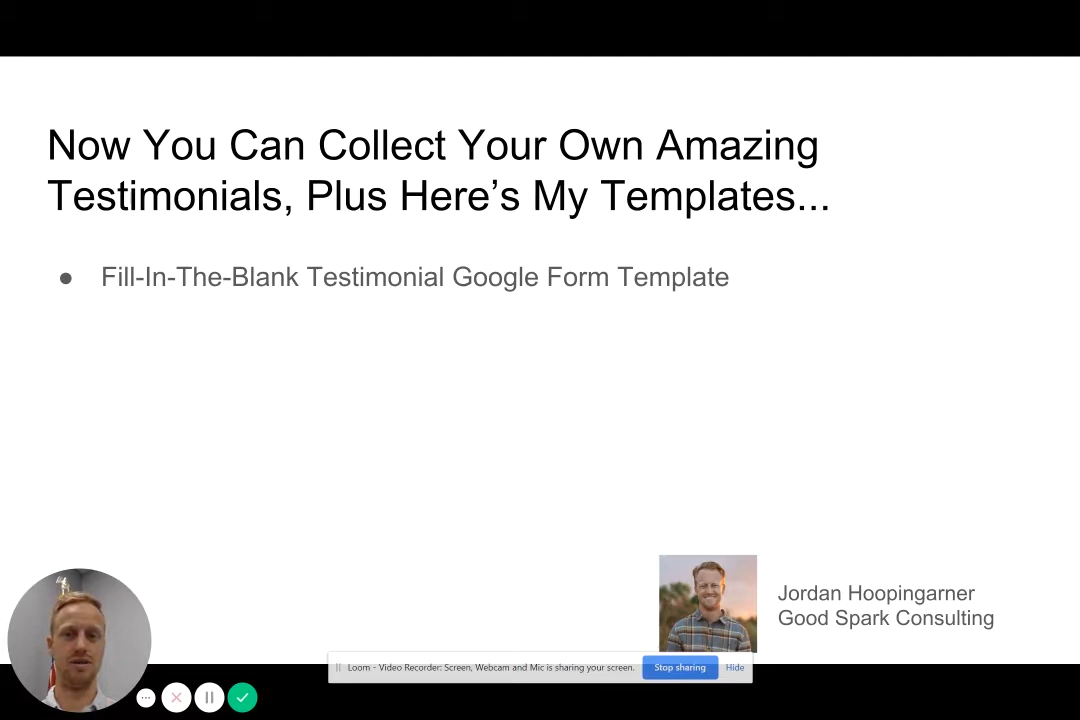 Now You Can Collect Your Own Amazing
Testimonials, Plus Here’s My Templates...
● Fill-In-The-Blank Testimonial Google Form Template
Jordan Hoopingarner
Good Spark Consulting
Loom - Video Recorder: Screen, Webcam and Mic is sharing your screen. Stop sharing Hide